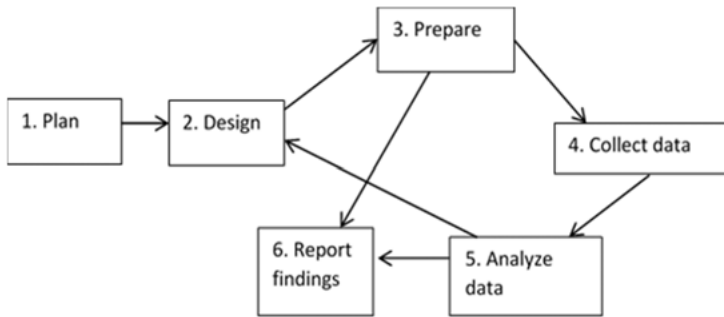 1. Plan
2. Design
3. Prepare
4. Collect data
5. Analyze
data
6. Report
findings